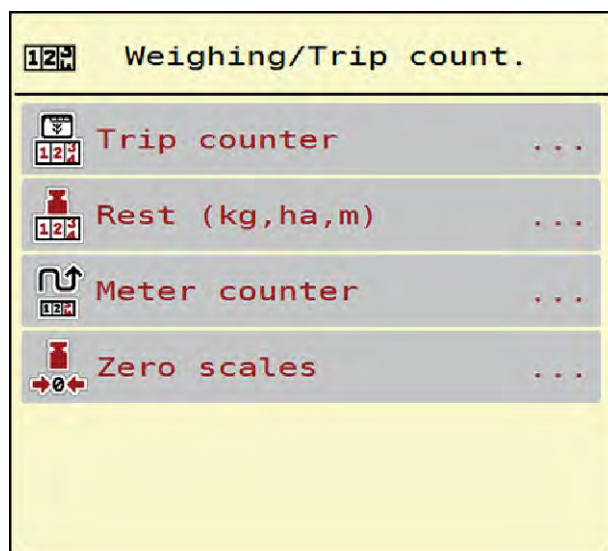 Weighing/Trip count.
Trip counter ...
Rest (kg,ha,m) ...
Meter counter ...
Zero scales ...